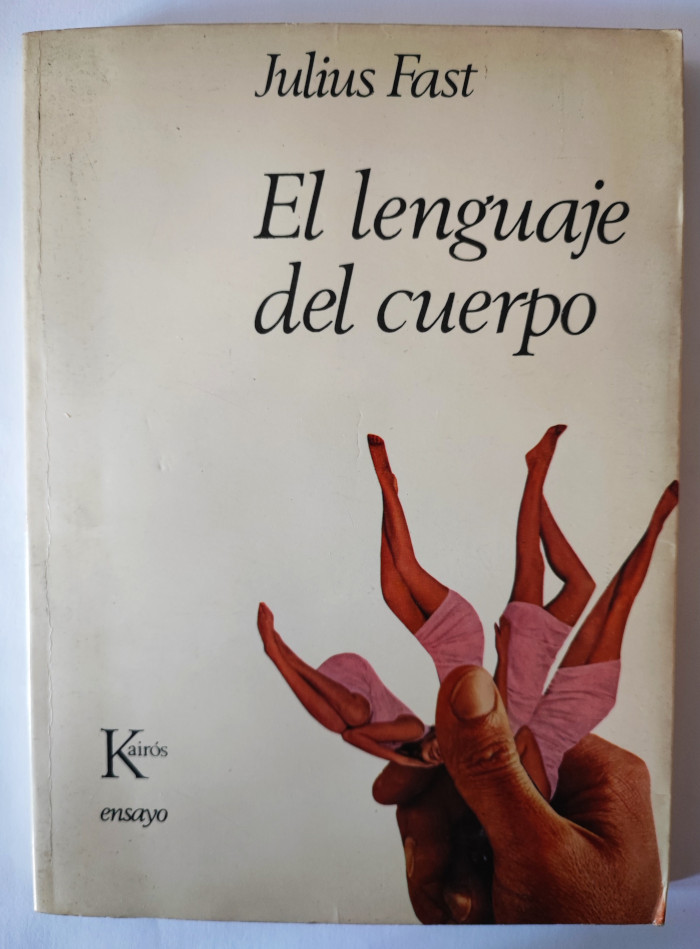 Julius Fast
El lenguaje
del cuerpo
Kairós
ensayo